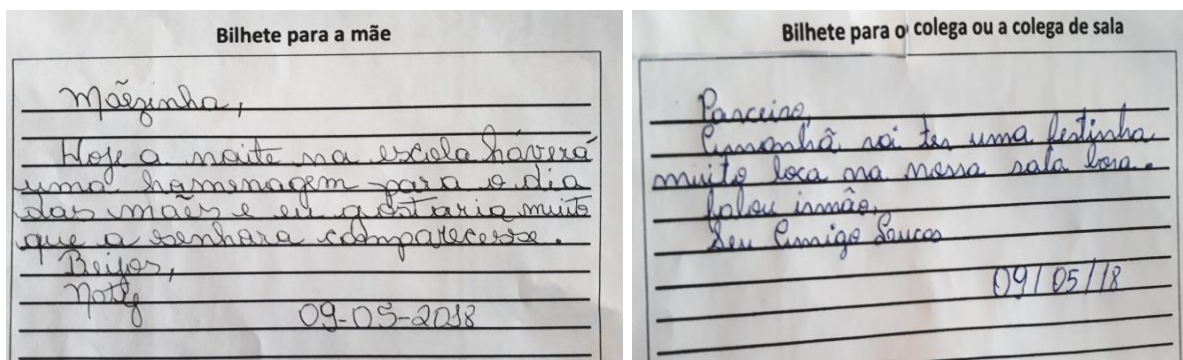 Bilhete para a mãe
Mãezinha,
Hoje a noite na escola haverá
uma homenagem para o dia
das mães e eu gostaria muito
que a senhora comparecesse.
Beijos,
Naty
09-05-2018
Bilhete para o colega ou a colega de sala
Parceiro,
Amanhã vai ter uma festinha
muito loca na nossa sala bora.
falou irmão,
Seu Amigo Lucas
09/05/18